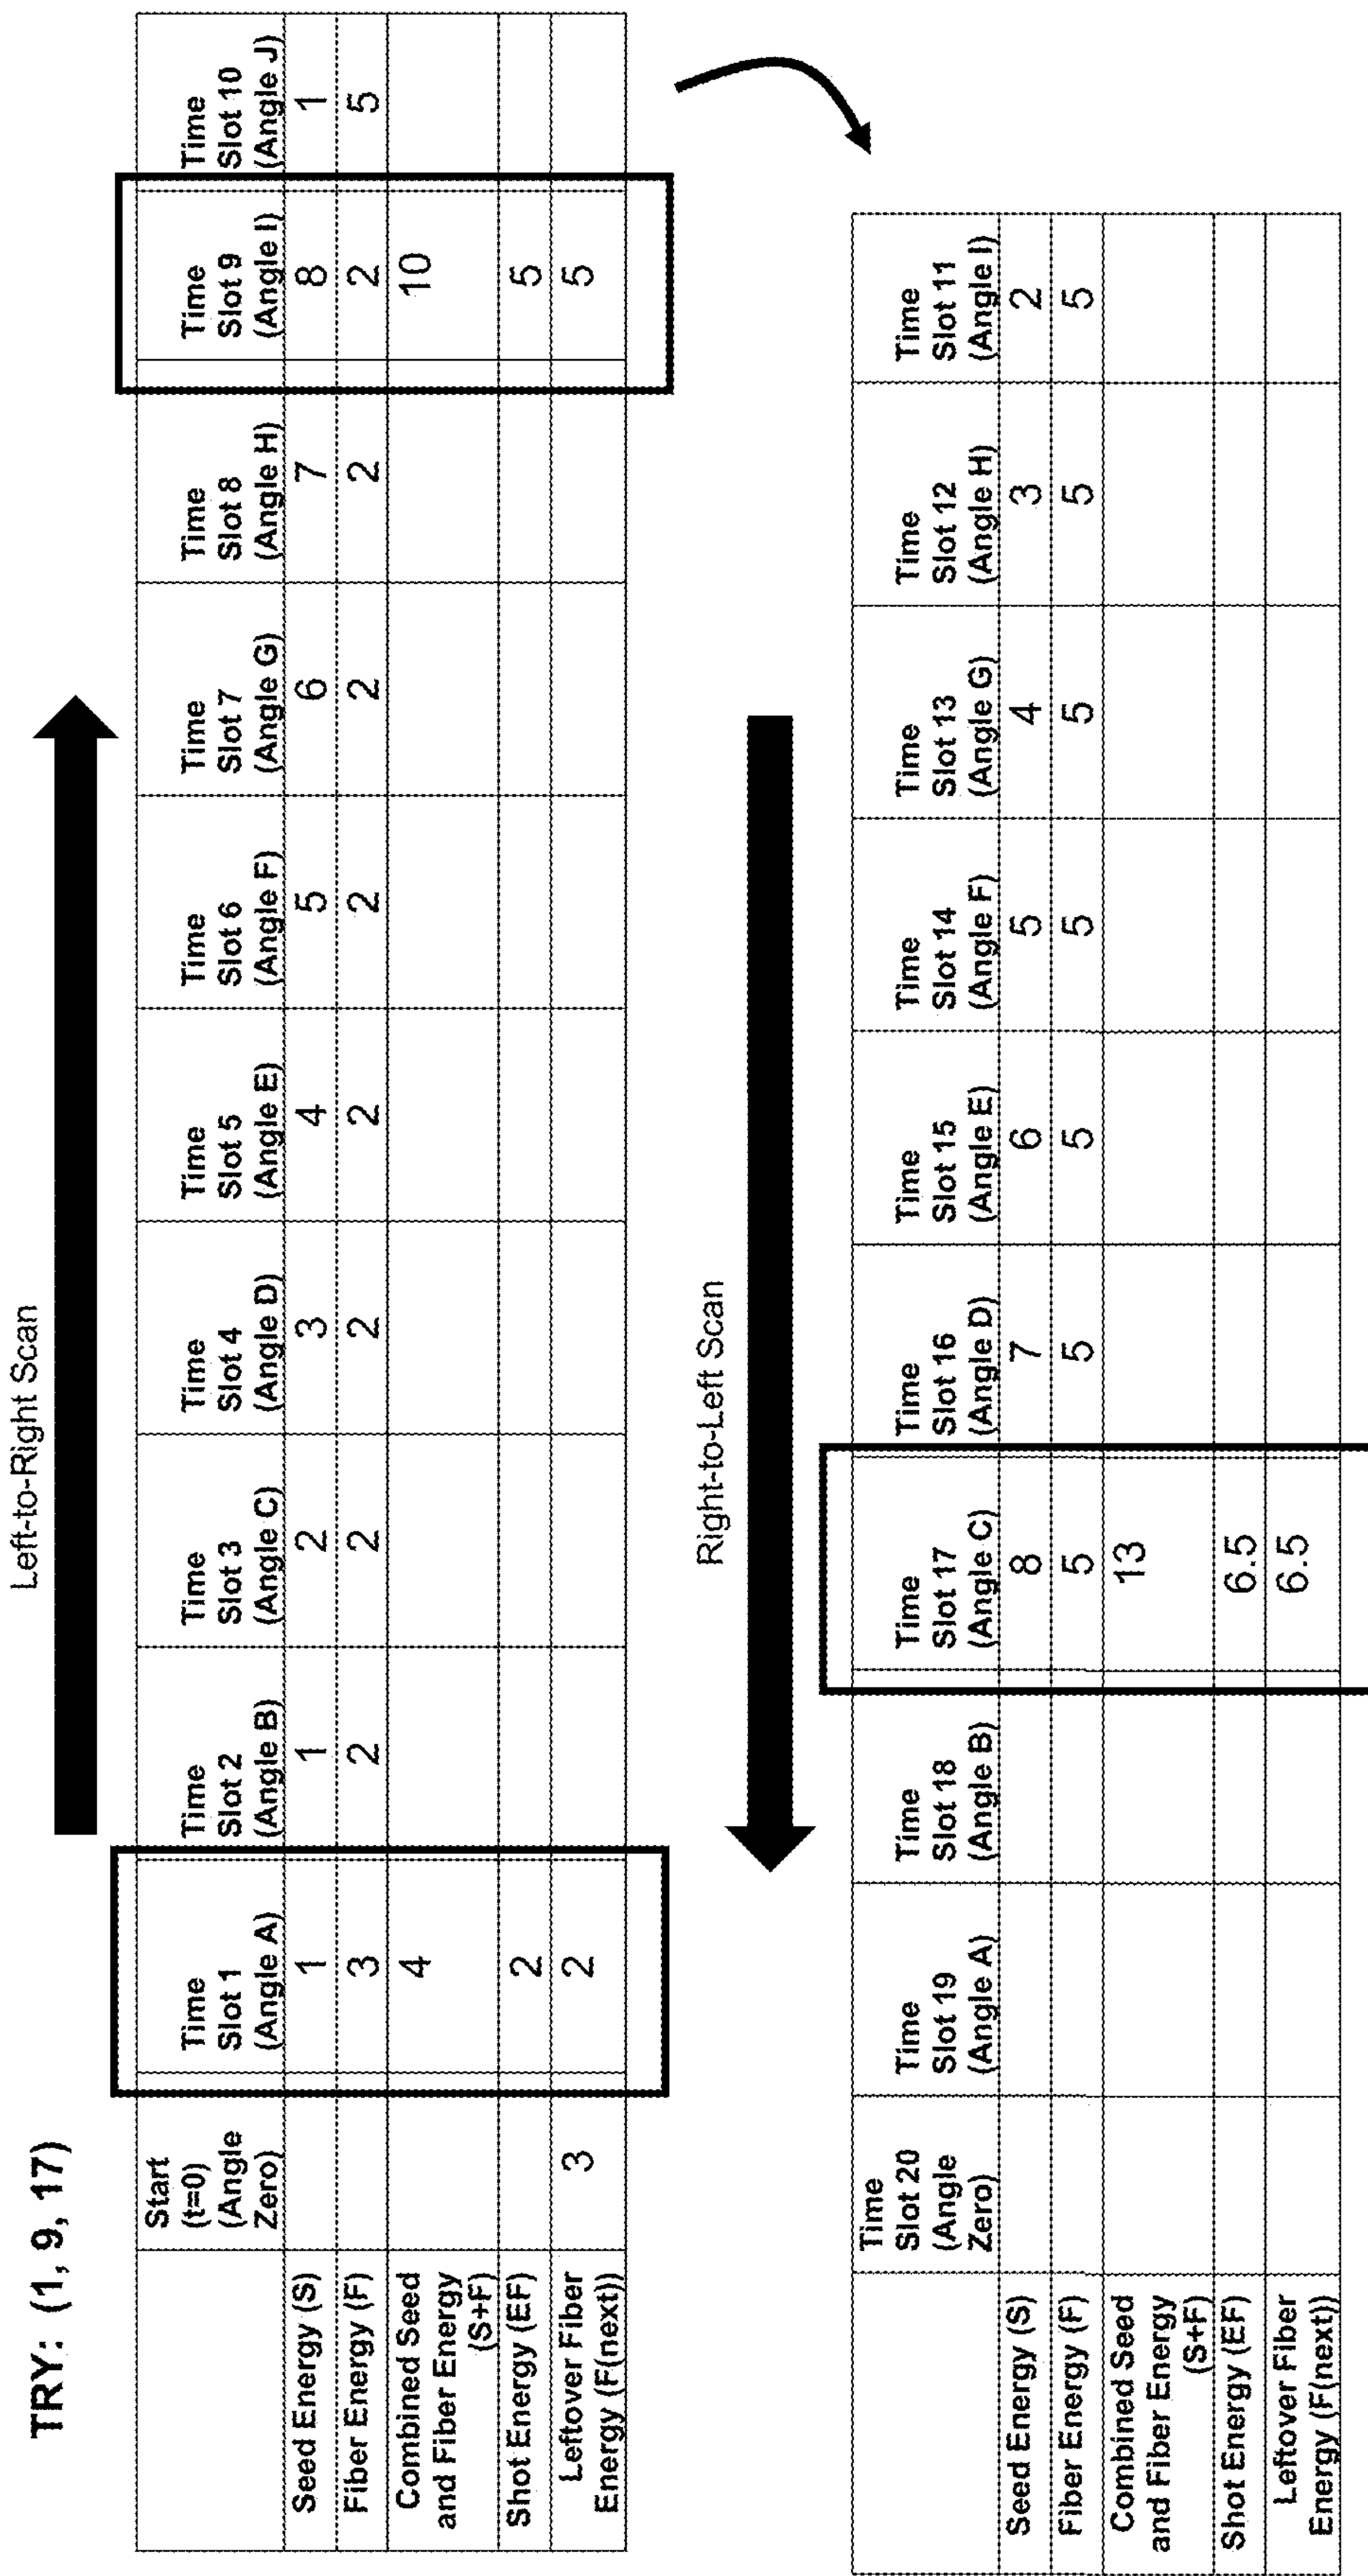 TRY: (1, 9, 17)
Left-to-Right Scan
Start (t=0) (Angle Zero) Time Slot 1 (Angle A) Time Slot 2 (Angle B) Time Slot 3 (Angle C) Time Slot 4 (Angle D) Time Slot 5 (Angle E) Time Slot 6 (Angle F) Time Slot 7 (Angle G) Time Slot 8 (Angle H) Time Slot 9 (Angle I) Time Slot 10 (Angle J)
Seed Energy (S) 1 1 2 3 4 5 6 7 8 1
Fiber Energy (F) 3 2 2 2 2 2 2 2 2 5
Combined Seed and Fiber Energy (S+F) 4 10
Shot Energy (EF) 2 5
Leftover Fiber Energy (F(next)) 3 2 5
Right-to-Left Scan
Time Slot 20 (Angle Zero) Time Slot 19 (Angle A) Time Slot 18 (Angle B) Time Slot 17 (Angle C) Time Slot 16 (Angle D) Time Slot 15 (Angle E) Time Slot 14 (Angle F) Time Slot 13 (Angle G) Time Slot 12 (Angle H) Time Slot 11 (Angle I)
Seed Energy (S) 8 7 6 5 4 3 2
Fiber Energy (F) 5 5 5 5 5 5 5
Combined Seed and Fiber Energy (S+F) 13
Shot Energy (EF) 6.5
Leftover Fiber Energy (F(next)) 6.5